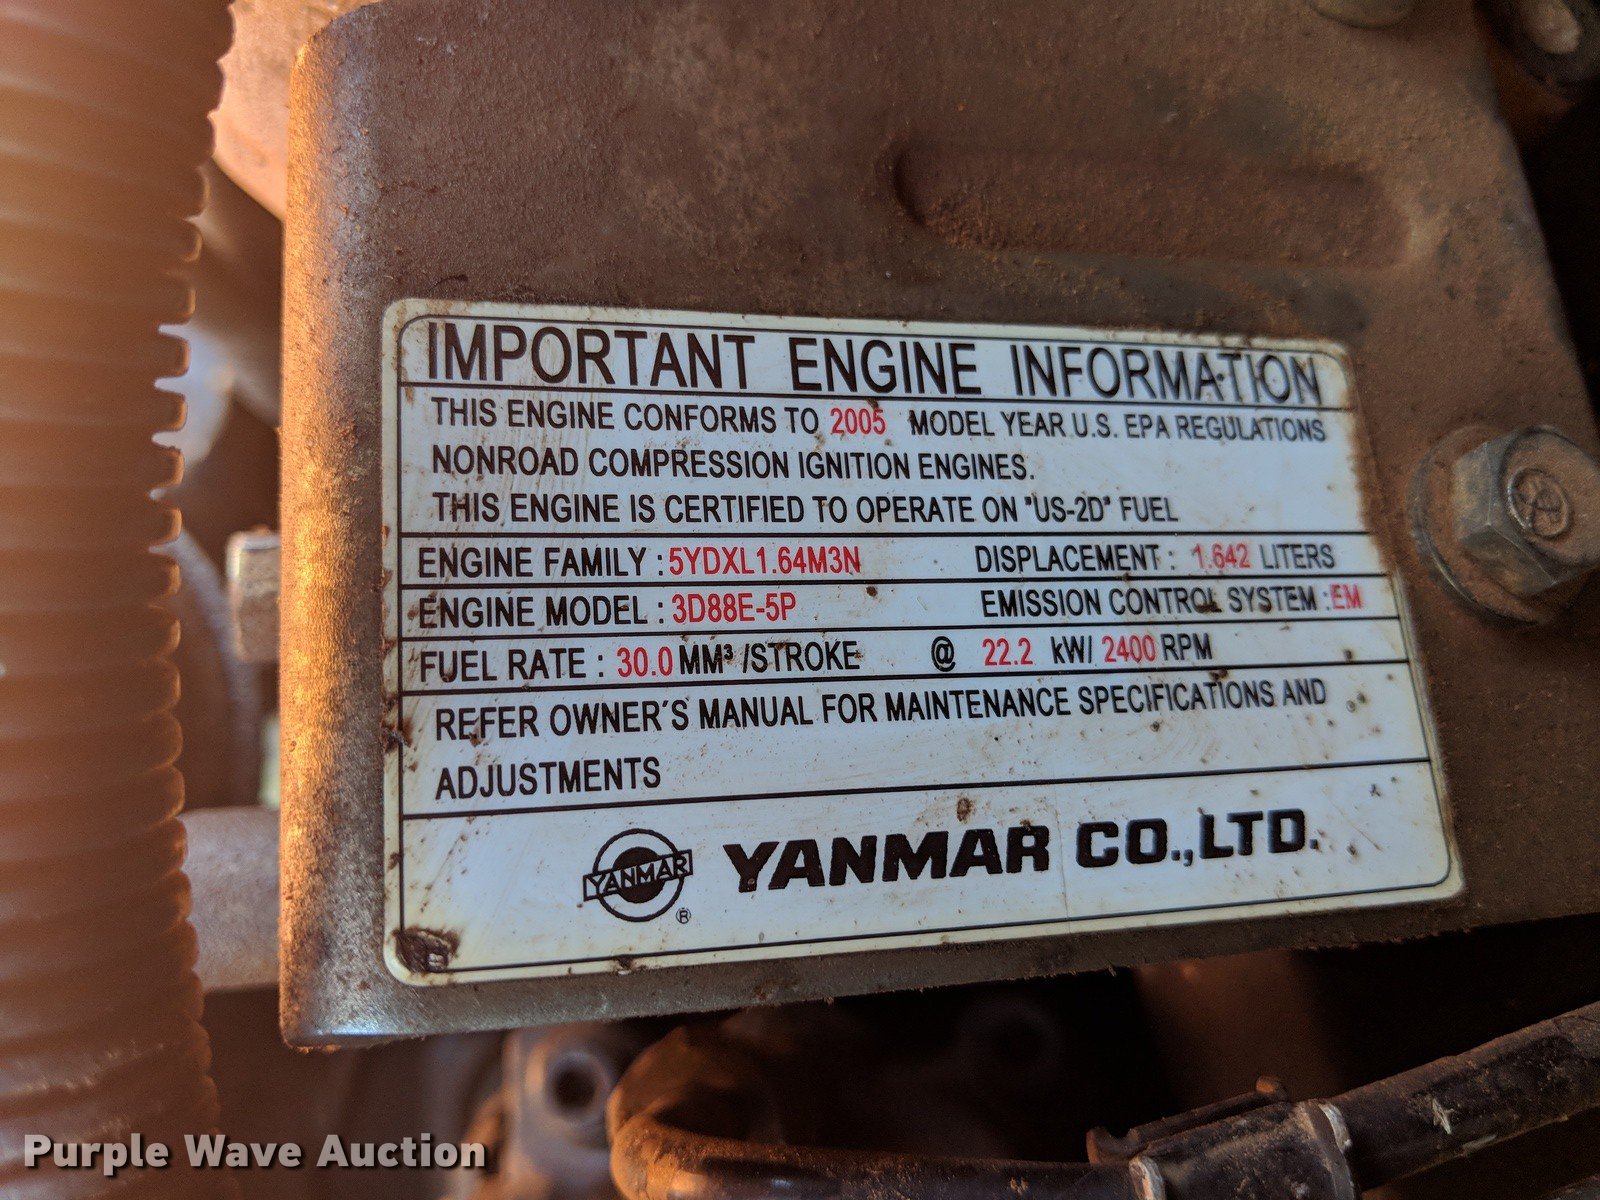 IMPORTANT ENGINE INFORMATION
THIS ENGINE CONFORMS TO 2005 MODEL YEAR U.S. EPA REGULATIONS
NONROAD COMPRESSION IGNITION ENGINES.
THIS ENGINE IS CERTIFIED TO OPERATE ON "US-2D" FUEL
ENGINE FAMILY : 5YDXL1.64M3N DISPLACEMENT : 1.642 LITERS
ENGINE MODEL : 3D88E-5P EMISSION CONTROL SYSTEM : EM
FUEL RATE : 30.0 MM³ /STROKE @ 22.2 kW/ 2400 RPM
REFER OWNER'S MANUAL FOR MAINTENANCE SPECIFICATIONS AND
ADJUSTMENTS
YANMAR ® YANMAR CO.,LTD.
Purple Wave Auction